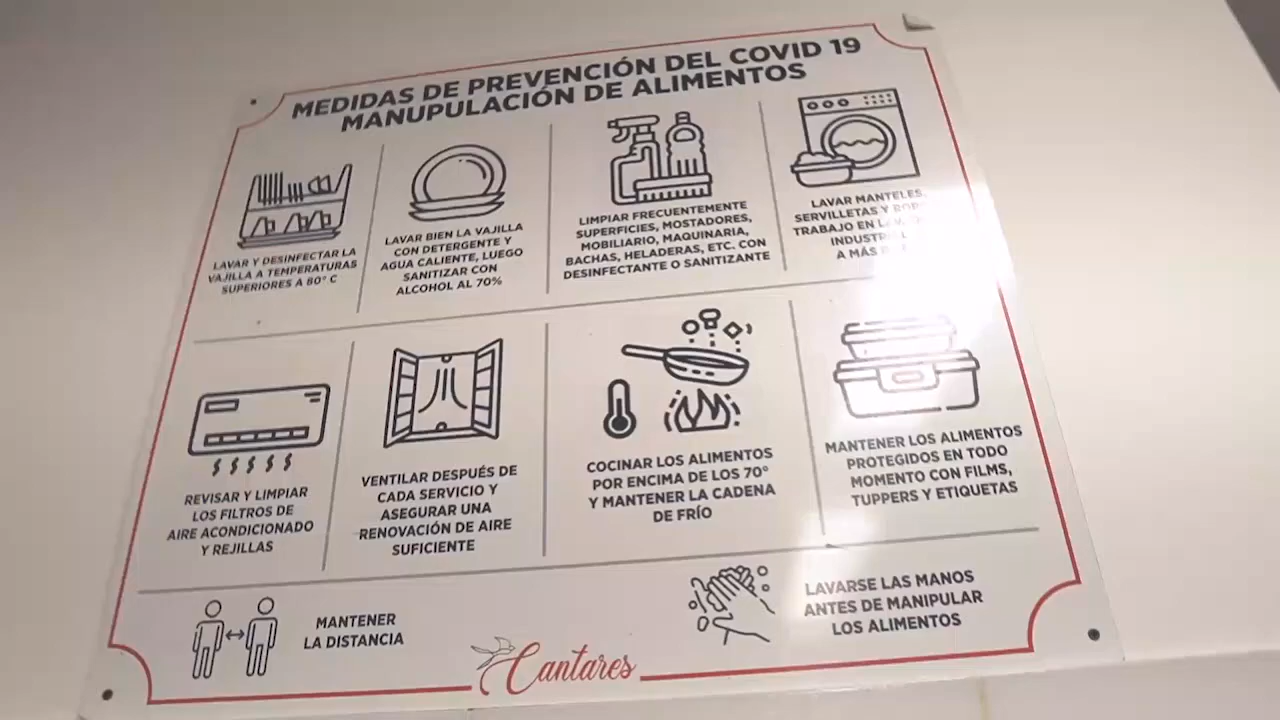 MEDIDAS DE PREVENCIÓN DEL COVID 19
MANUPULACIÓN DE ALIMENTOS
LAVAR Y DESINFECTAR LA
VAJILLA A TEMPERATURAS
SUPERIORES A 80° C
LAVAR BIEN LA VAJILLA
CON DETERGENTE Y
AGUA CALIENTE, LUEGO
SANITIZAR CON
ALCOHOL AL 70%
LIMPIAR FRECUENTEMENTE
SUPERFICIES, MOSTADORES,
MOBILIARIO, MAQUINARIA,
BACHAS, HELADERAS, ETC. CON
DESINFECTANTE O SANITIZANTE
LAVAR MANTELES,
SERVILLETAS Y
TRABAJO EN
A MÁS
REVISAR Y LIMPIAR
LOS FILTROS DE
AIRE ACONDICIONADO
Y REJILLAS
VENTILAR DESPUÉS DE
CADA SERVICIO Y
ASEGURAR UNA
RENOVACIÓN DE AIRE
SUFICIENTE
COCINAR LOS ALIMENTOS
POR ENCIMA DE LOS 70°
Y MANTENER LA CADENA
DE FRÍO
MANTENER LOS ALIMENTOS
PROTEGIDOS EN TODO
MOMENTO CON FILMS,
TUPPERS Y ETIQUETAS
MANTENER
LA DISTANCIA
LAVARSE LAS MANOS
ANTES DE MANIPULAR
LOS ALIMENTOS
Cantares